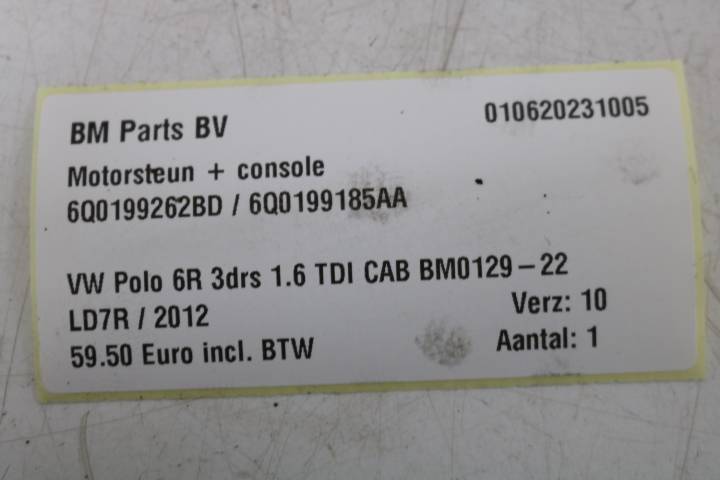 BM Parts BV 010620231005
Motorsteun + console
6Q0199262BD / 6Q0199185AA
VW Polo 6R 3drs 1.6 TDI CAB BM0129-22
LD7R / 2012 Verz: 10
59.50 Euro incl. BTW Aantal: 1